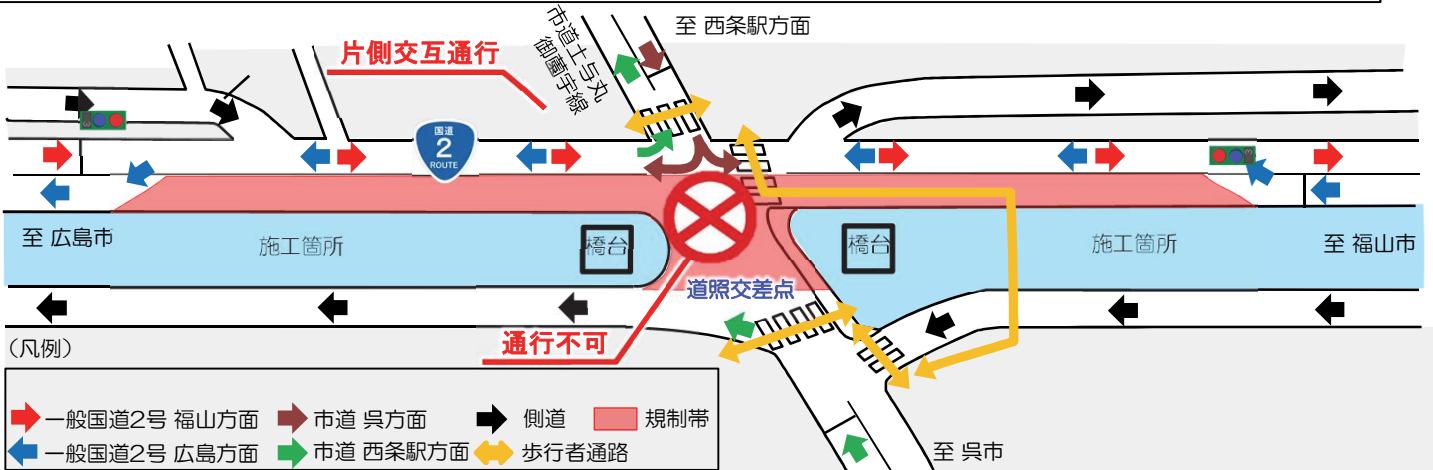 至 西条駅方面
市道土与丸
御薗宇線
片側交互通行
国道
2
ROUTE
至 広島市
施工箇所
橋台
橋台
施工箇所
至 福山市
道照交差点
通行不可
(凡例)
一般国道2号 福山方面
市道 呉方面
側道
規制帯
一般国道2号 広島方面
市道 西条駅方面
歩行者通路
至 呉市